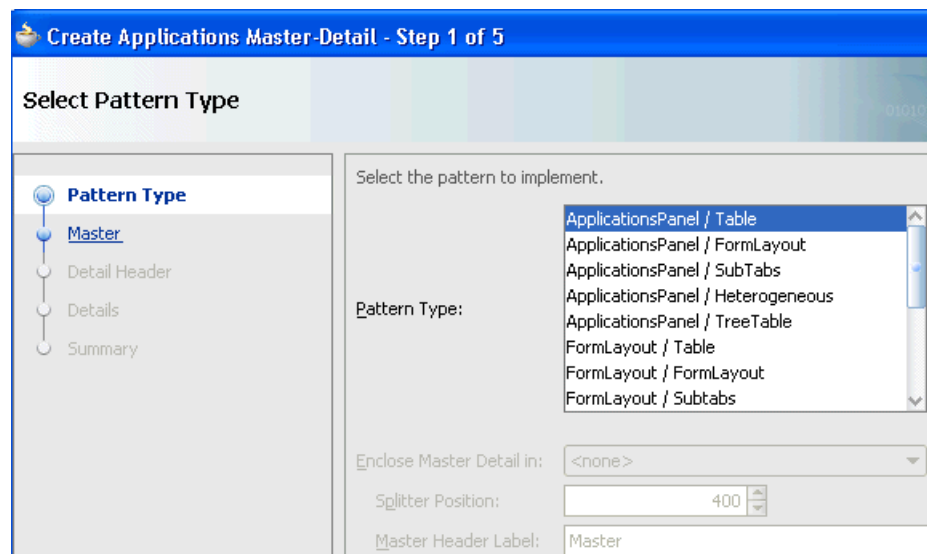 Create Applications Master-Detail - Step 1 of 5
Select Pattern Type
01010
Pattern Type
Master
Detail Header
Details
Summary
Select the pattern to implement.
Pattern Type:
ApplicationsPanel / Table
ApplicationsPanel / FormLayout
ApplicationsPanel / SubTabs
ApplicationsPanel / Heterogeneous
ApplicationsPanel / TreeTable
FormLayout / Table
FormLayout / FormLayout
FormLayout / Subtabs
Enclose Master Detail in: <none>
Splitter Position: 400
Master Header Label: Master